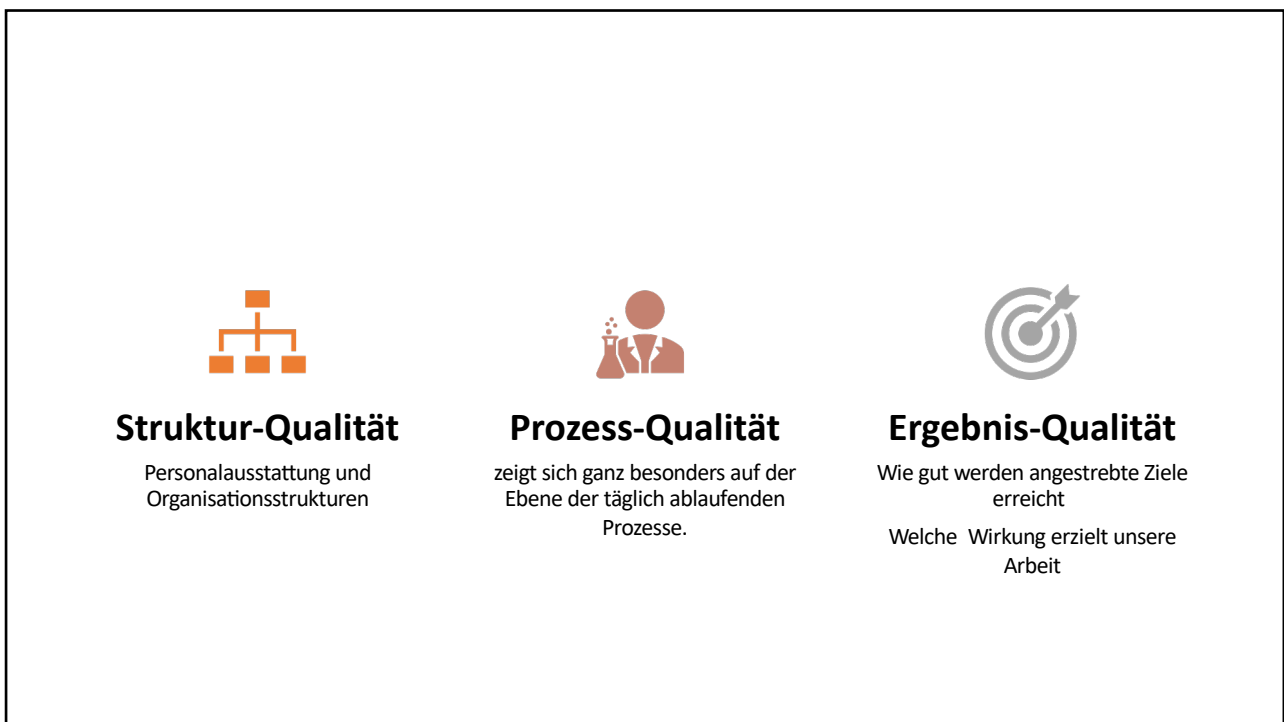 Struktur-Qualität
Personalausstattung und
Organisationsstrukturen
Prozess-Qualität
zeigt sich ganz besonders auf der
Ebene der täglich ablaufenden
Prozesse.
Ergebnis-Qualität
Wie gut werden angestrebte Ziele
erreicht
Welche  Wirkung erzielt unsere
Arbeit